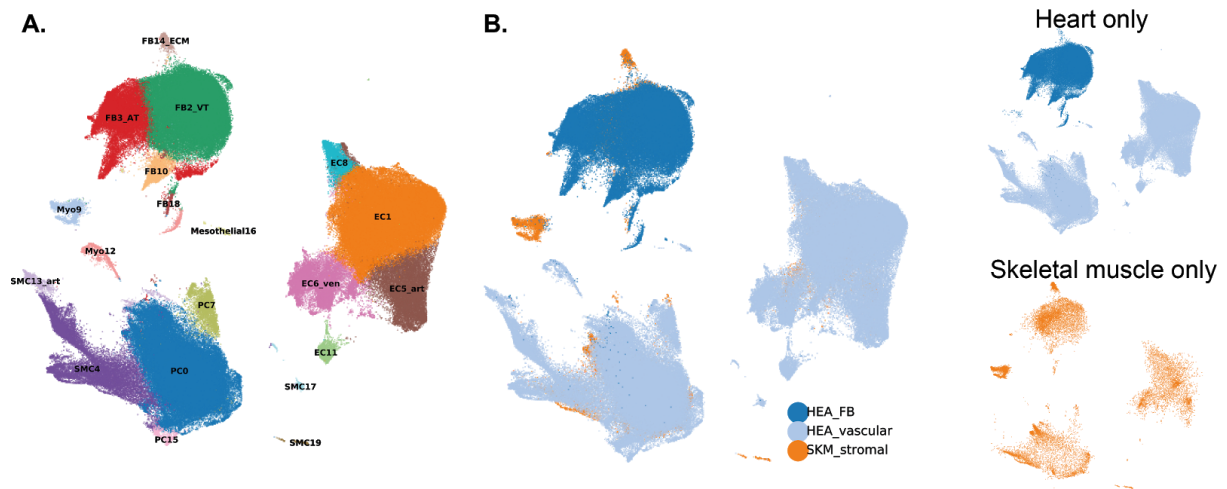 A.
B.
Heart only
FB14_ECM
FB2_VT
FB3_AT
FB10
EC8
FB18
Myo9
EC1
Mesothelial16
Myo12
Skeletal muscle only
SMC13_art
EC6_ven
EC5_art
PC7
EC11
SMC4
PC0
SMC17
HEA_FB
HEA_vascular
PC15
SMC19
SKM_stromal